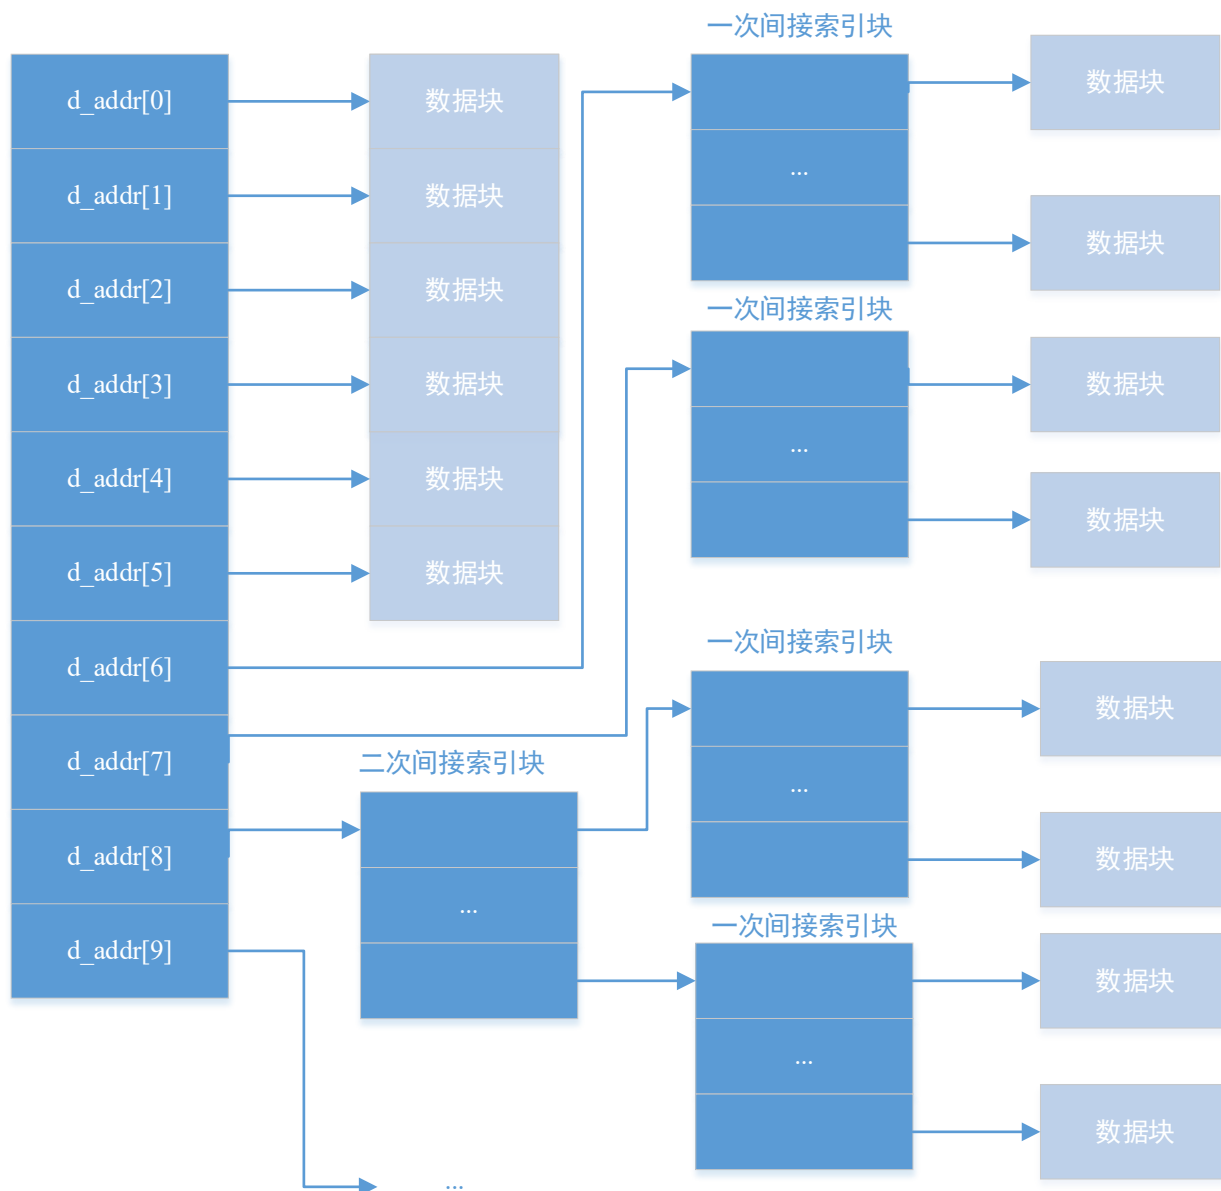 d_addr[0]
d_addr[1]
d_addr[2]
d_addr[3]
d_addr[4]
d_addr[5]
d_addr[6]
d_addr[7]
d_addr[8]
d_addr[9]
数据块
数据块
数据块
数据块
数据块
数据块
二次间接索引块
...
...
一次间接索引块
...
数据块
数据块
一次间接索引块
...
数据块
数据块
一次间接索引块
...
数据块
数据块
一次间接索引块
...
数据块
数据块